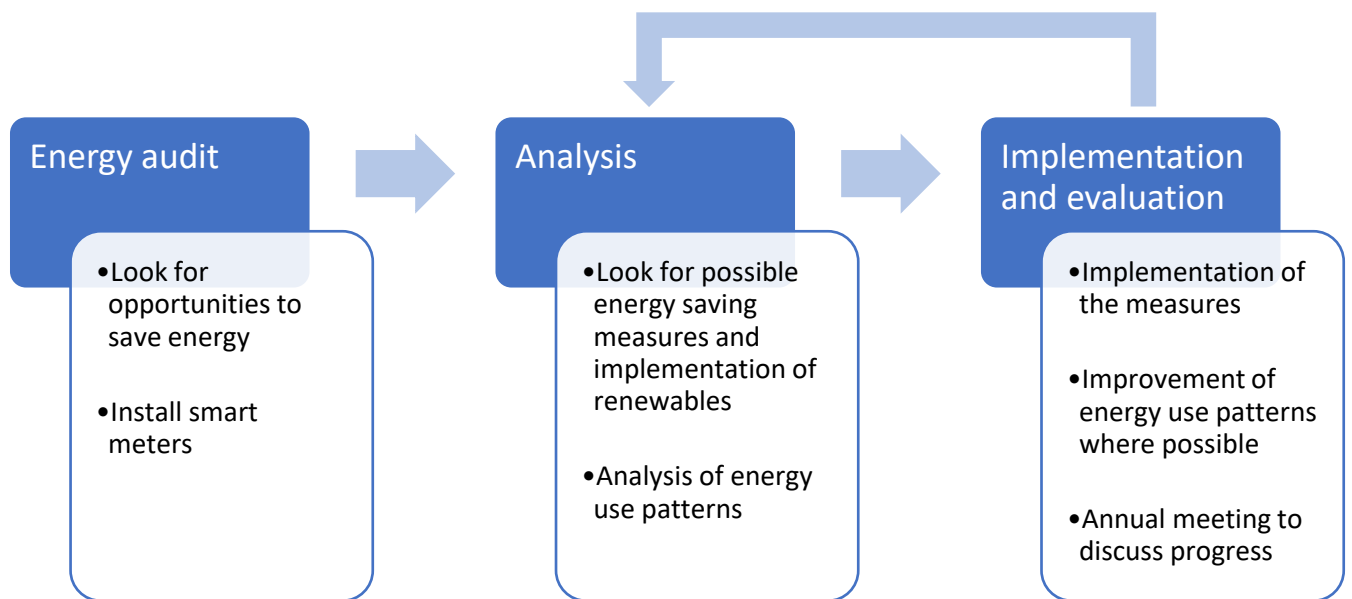 Energy audit
•Look for
opportunities to
save energy
•Install smart
meters
Analysis
•Look for possible
energy saving
measures and
implementation of
renewables
•Analysis of energy
use patterns
Implementation
and evaluation
•Implementation of
the measures
•Improvement of
energy use patterns
where possible
•Annual meeting to
discuss progress